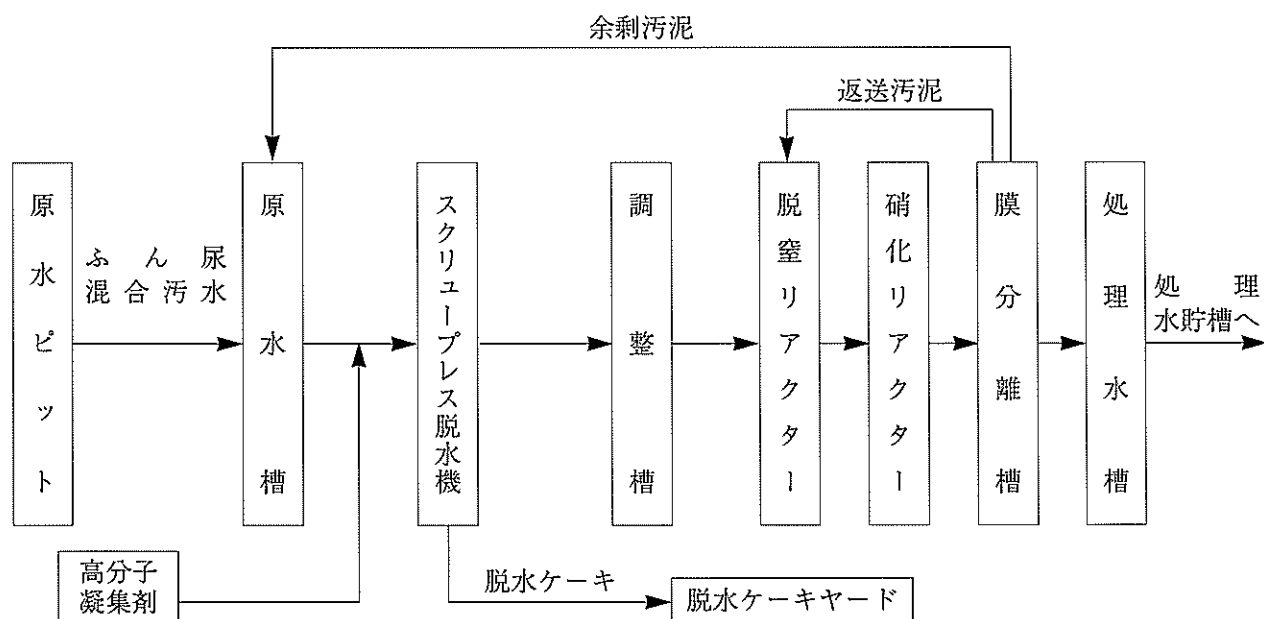 余剰汚泥
返送汚泥
原水ピット
ふん尿
混合汚水
原水槽
スクリュープレス脱水機
調整槽
脱窒リアクター
硝化リアクター
膜分離槽
処理水槽
処理
水貯槽へ
高分子
凝集剤
脱水ケーキ
脱水ケーキヤード